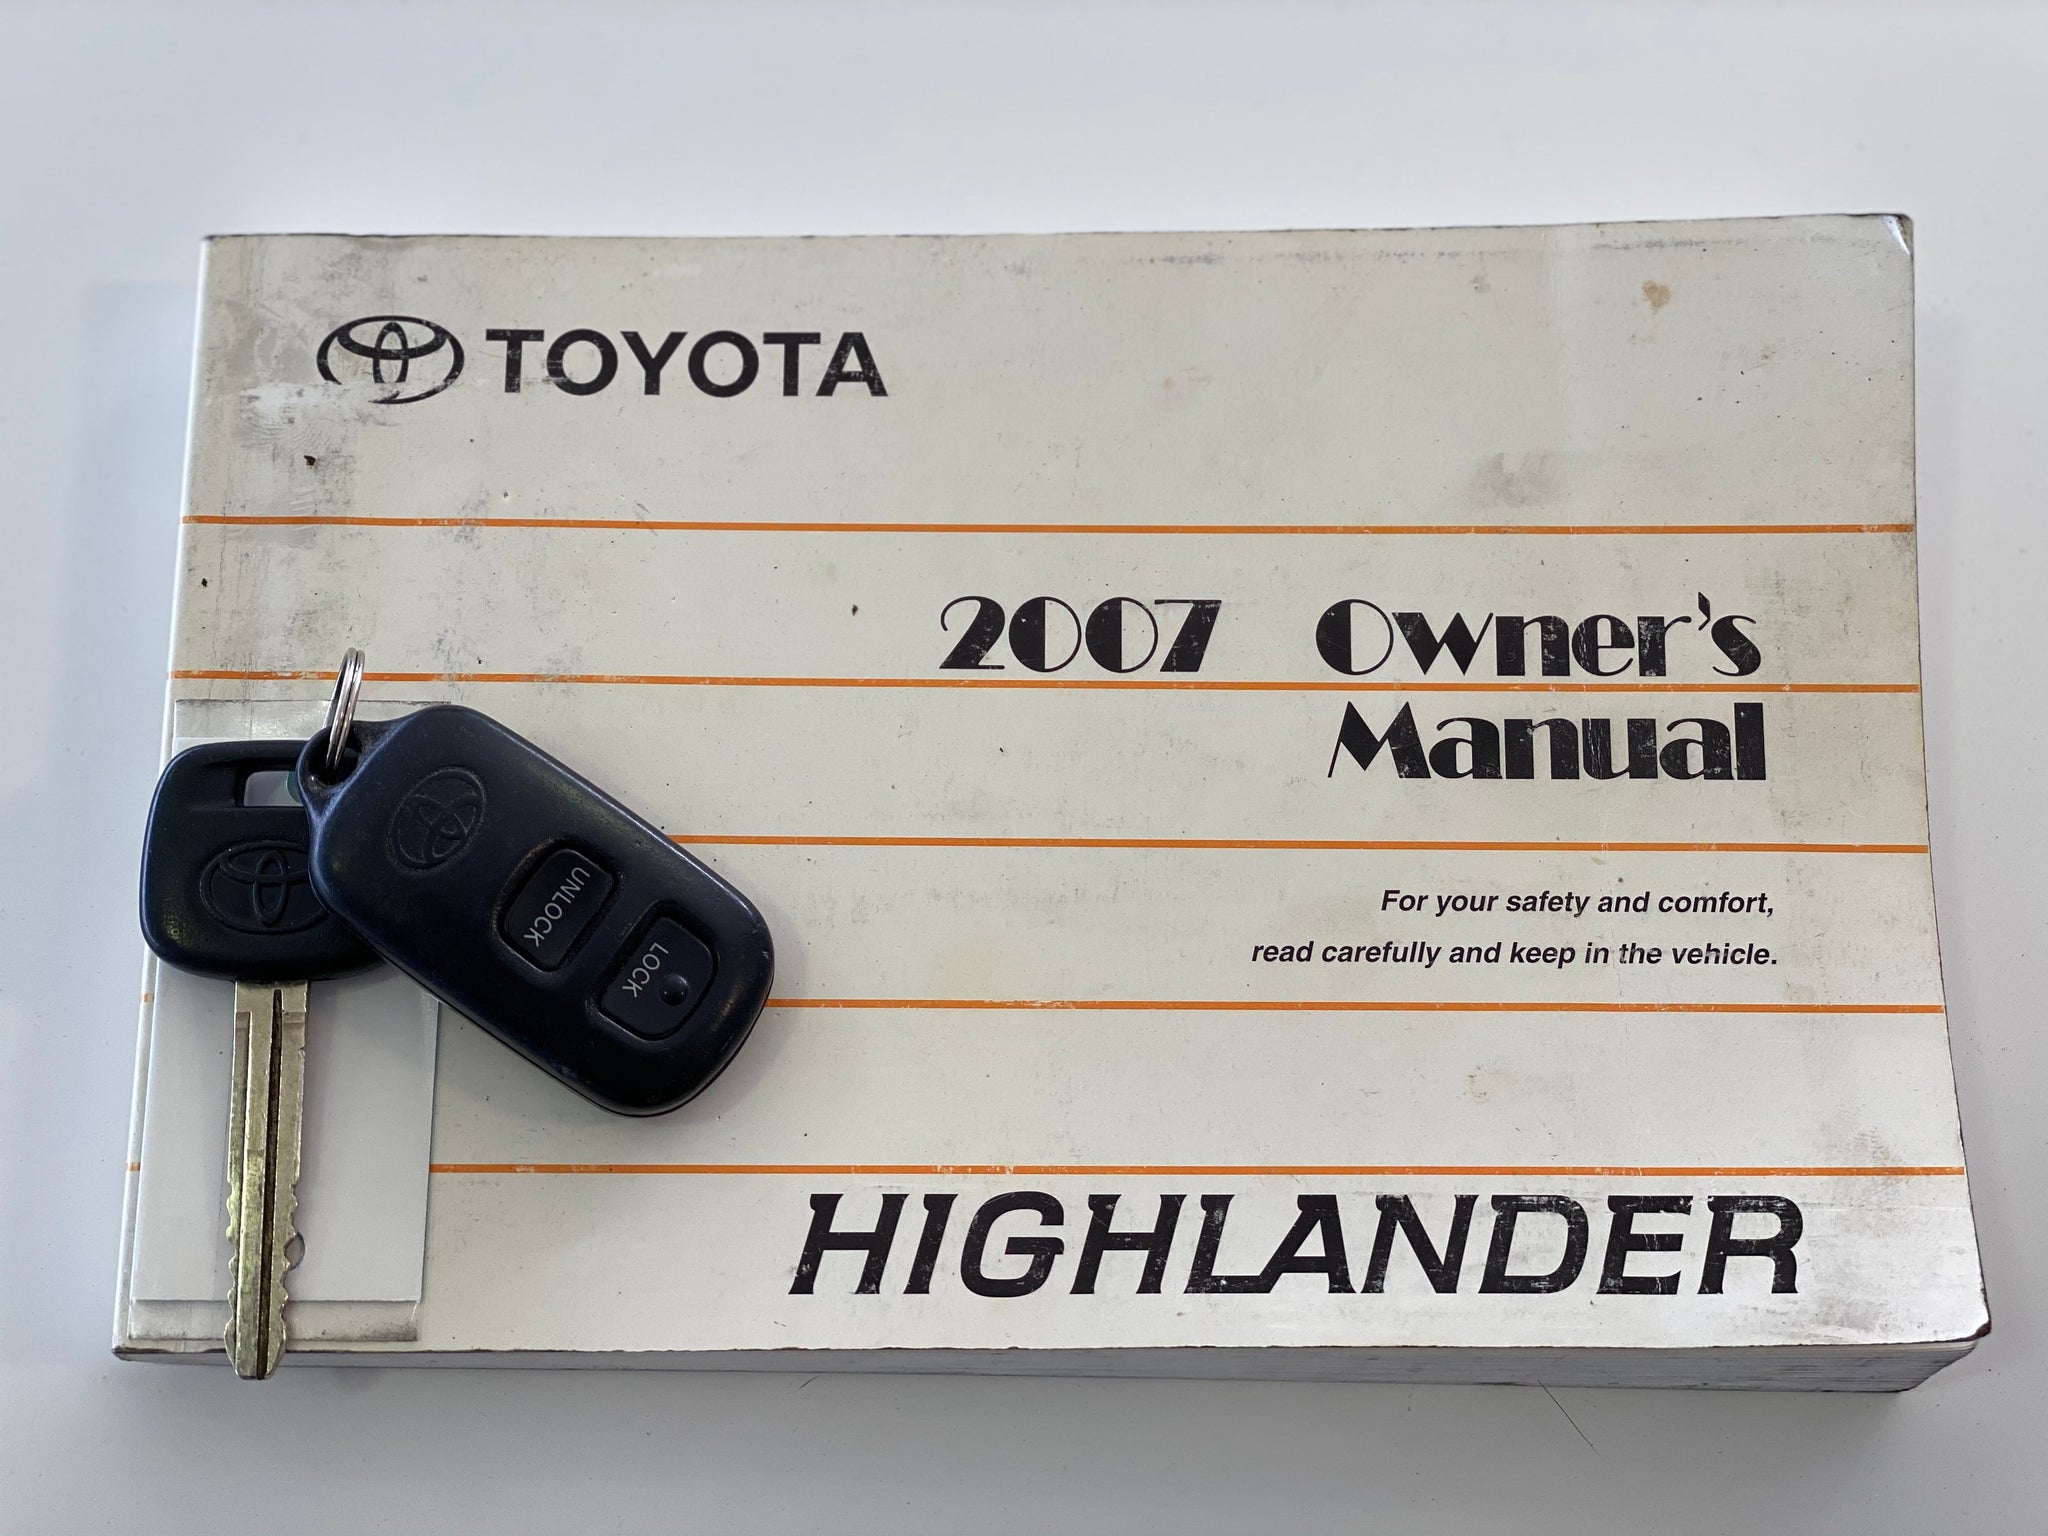 TOYOTA
2007 Owner's
Manual
For your safety and comfort,
read carefully and keep in the vehicle.
UNLOCK
LOCK
HIGHLANDER